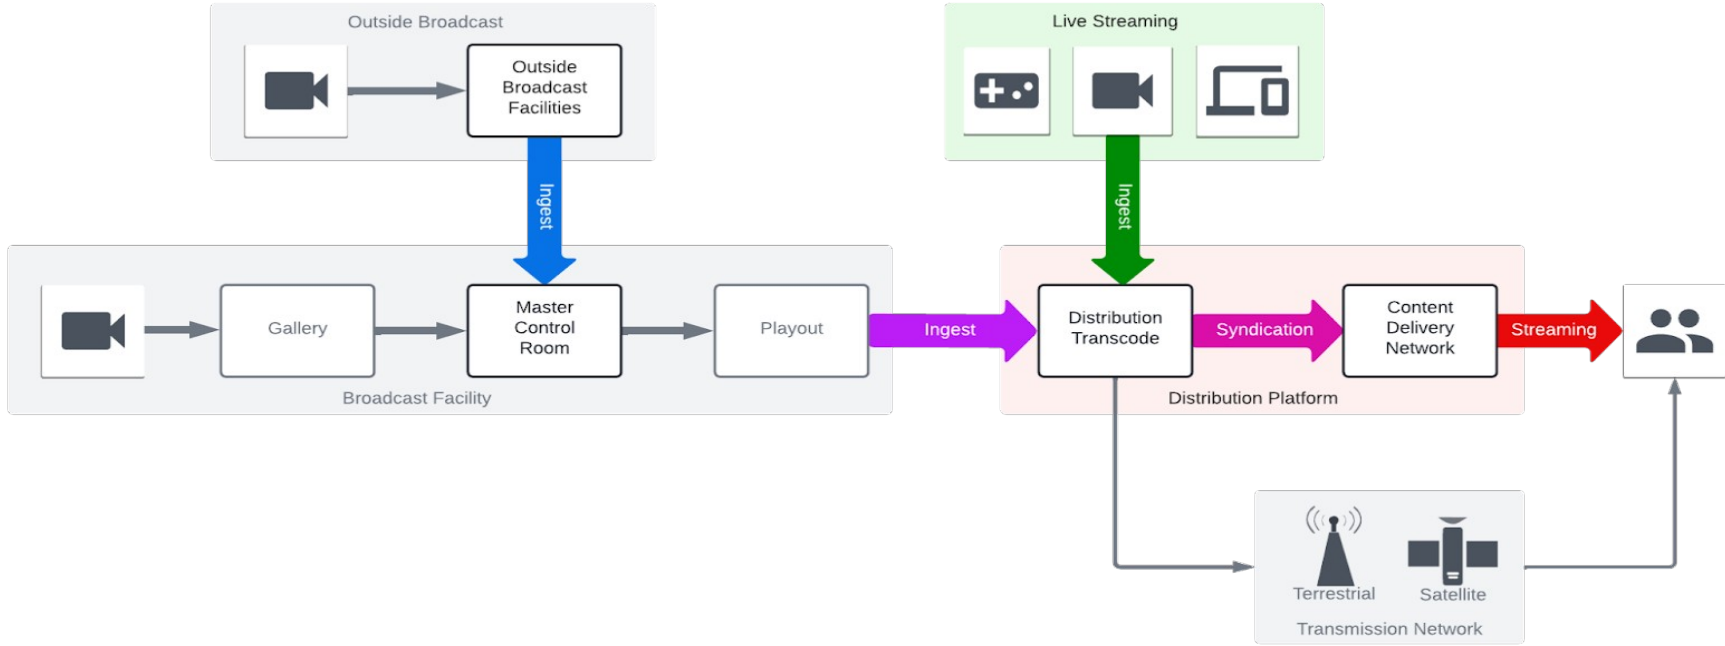 Outside Broadcast
Outside
Broadcast
Facilities
Ingest
Live Streaming
Ingest
Gallery
Master
Control
Room
Playout
Broadcast Facility
Ingest
Distribution
Transcode
Syndication
Content
Delivery
Network
Distribution Platform
Streaming
Terrestrial
Satellite
Transmission Network